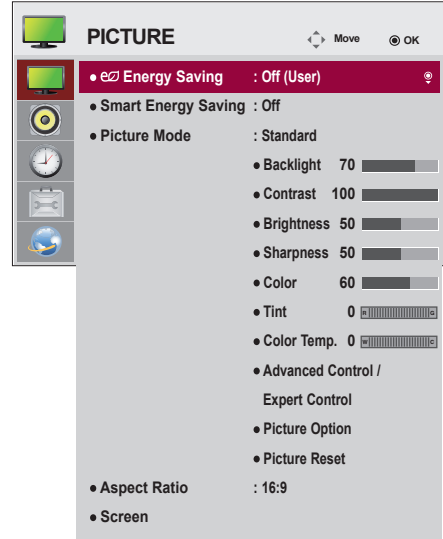 PICTURE Move OK
• eco Energy Saving : Off (User)
• Smart Energy Saving : Off
• Picture Mode : Standard
• Backlight 70
• Contrast 100
• Brightness 50
• Sharpness 50
• Color 60
• Tint 0 R G
• Color Temp. 0 W C
• Advanced Control /
Expert Control
• Picture Option
• Picture Reset
• Aspect Ratio : 16:9
• Screen